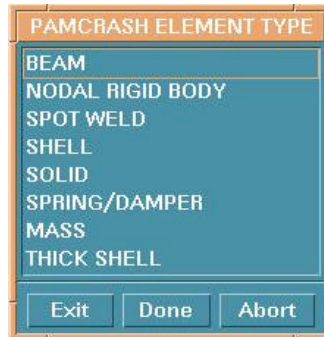 PAMCRASH ELEMENT TYPE
BEAM
NODAL RIGID BODY
SPOT WELD
SHELL
SOLID
SPRING/DAMPER
MASS
THICK SHELL
Exit Done Abort